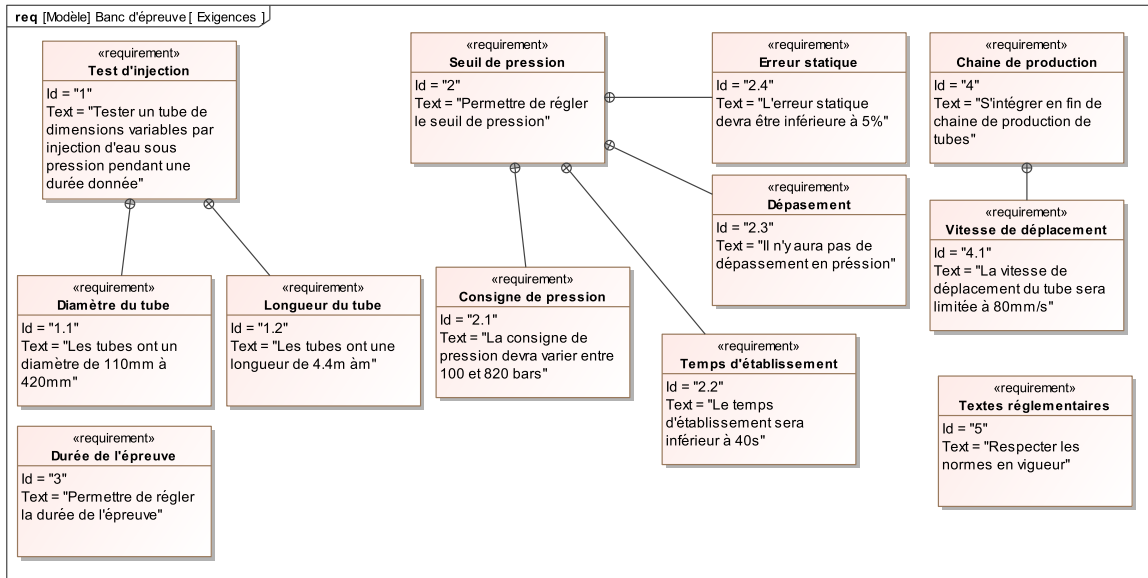 req [Modèle] Banc d'épreuve [ Exigences ]
«requirement»
Test d'injection
Id = "1"
Text = "Tester un tube de
dimensions variables par
injection d'eau sous
pression pendant une
durée donnée"
«requirement»
Seuil de pression
Id = "2"
Text = "Permettre de régler
le seuil de pression"
«requirement»
Erreur statique
Id = "2.4"
Text = "L'erreur statique
devra être inférieure à 5%"
«requirement»
Chaine de production
Id = "4"
Text = "S'intégrer en fin de
chaine de production de
tubes"
«requirement»
Dépasement
Id = "2.3"
Text = "Il n'y aura pas de
dépassement en préssion"
«requirement»
Vitesse de déplacement
Id = "4.1"
Text = "La vitesse de
déplacement du tube sera
limitée à 80mm/s"
«requirement»
Diamètre du tube
Id = "1.1"
Text = "Les tubes ont un
diamètre de 110mm à
420mm"
«requirement»
Longueur du tube
Id = "1.2"
Text = "Les tubes ont une
longueur de 4.4m àm"
«requirement»
Consigne de pression
Id = "2.1"
Text = "La consigne de
pression devra varier entre
100 et 820 bars"
«requirement»
Temps d'établissement
Id = "2.2"
Text = "Le temps
d'établissement sera
inférieur à 40s"
«requirement»
Textes réglementaires
Id = "5"
Text = "Respecter les
normes en vigueur"
«requirement»
Durée de l'épreuve
Id = "3"
Text = "Permettre de régler
la durée de l'épreuve"